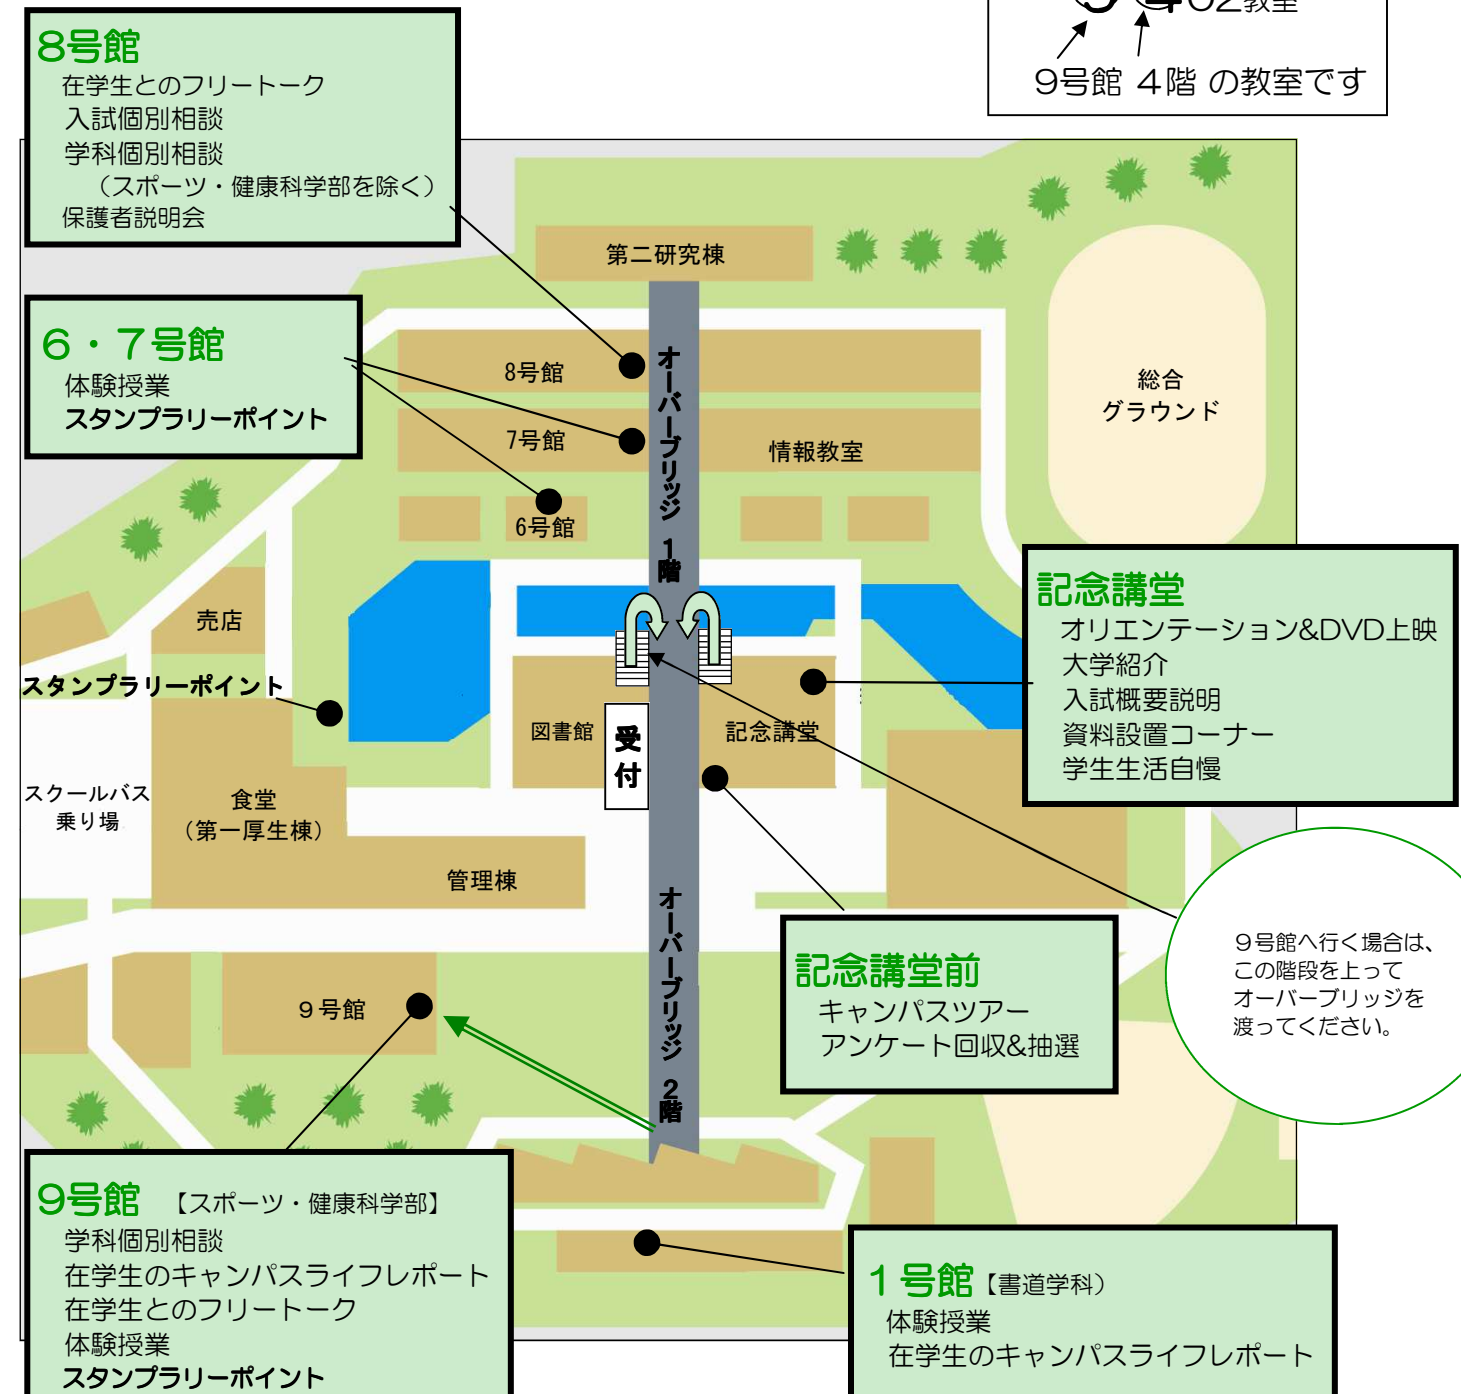 8号館
在学生とのフリートーク
入試個別相談
学科個別相談
（スポーツ・健康科学部を除く）
保護者説明会
9402教室
9号館 4階 の教室です
6・7号館
体験授業
スタンプラリーポイント
第二研究棟
8号館
7号館
情報教室
6号館
オーバーブリッジ 1階
総合
グラウンド
売店
スタンプラリーポイント
図書館
受付
記念講堂
記念講堂
オリエンテーション&DVD上映
大学紹介
入試概要説明
資料設置コーナー
学生生活自慢
スクールバス
乗り場
食堂
（第一厚生棟）
管理棟
オーバーブリッジ 2階
記念講堂前
キャンパスツアー
アンケート回収&抽選
9号館へ行く場合は、
この階段を上って
オーバーブリッジを
渡ってください。
9号館
9号館 【スポーツ・健康科学部】
学科個別相談
在学生のキャンパスライフレポート
在学生とのフリートーク
体験授業
スタンプラリーポイント
1号館【書道学科）
体験授業
在学生のキャンパスライフレポート